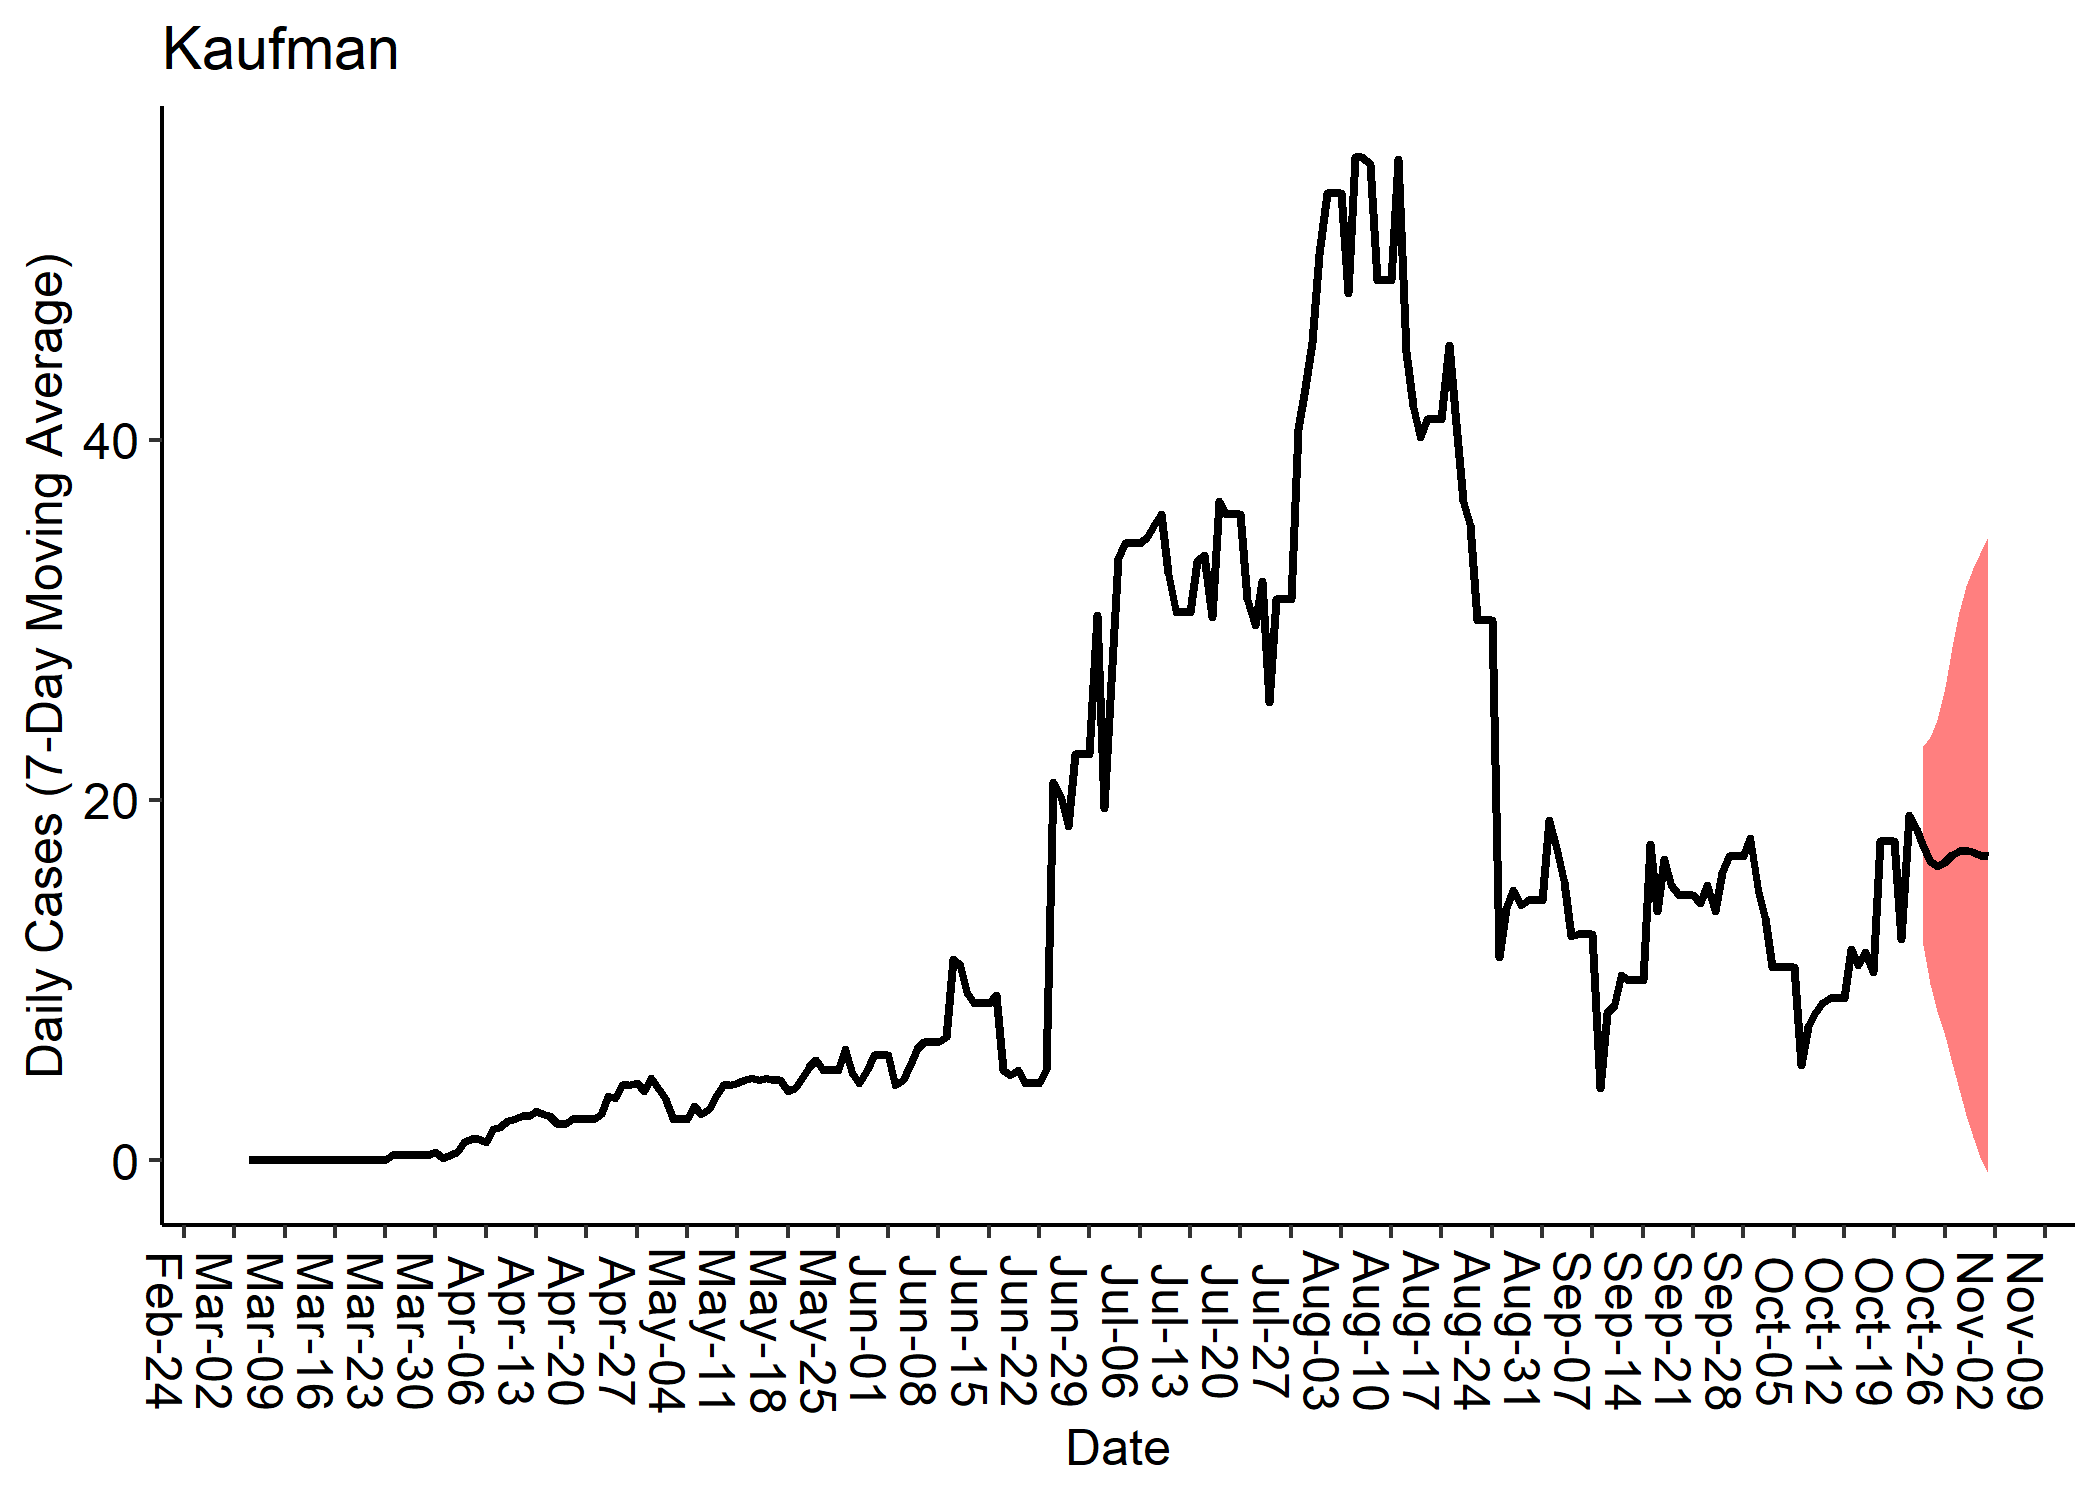 Kaufman
Daily Cases (7-Day Moving Average)
40
20
0
Feb-24
Mar-02
Mar-09
Mar-16
Mar-23
Mar-30
Apr-06
Apr-13
Apr-20
Apr-27
May-04
May-11
May-18
May-25
Jun-01
Jun-08
Jun-15
Jun-22
Jun-29
Jul-06
Jul-13
Jul-20
Jul-27
Aug-03
Aug-10
Aug-17
Aug-24
Aug-31
Sep-07
Sep-14
Sep-21
Sep-28
Oct-05
Oct-12
Oct-19
Oct-26
Nov-02
Nov-09
Date